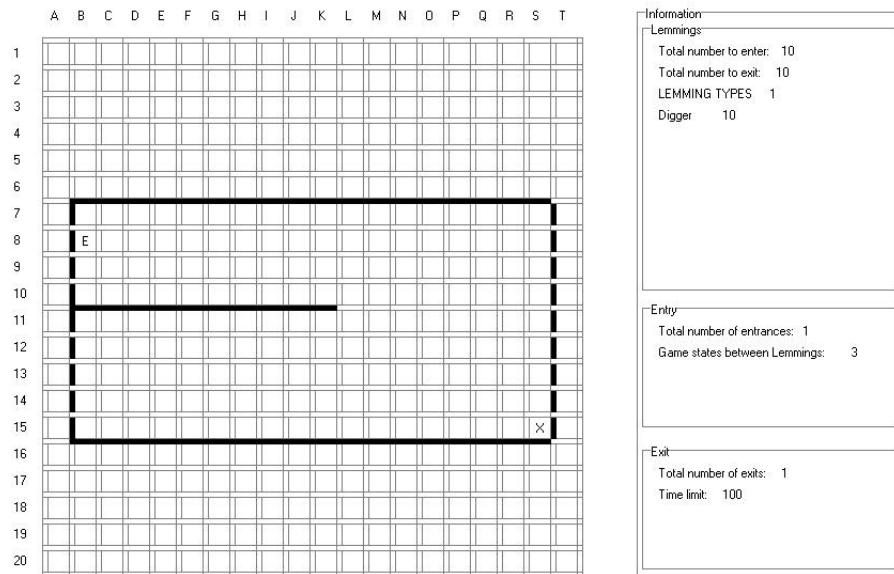 A B C D E F G H I J K L M N O P Q R S T
1
2
3
4
5
6
7
8 E
9
10
11
12
13
14
15 X
16
17
18
19
20
Information
Lemmings
Total number to enter: 10
Total number to exit: 10
LEMMING TYPES 1
Digger 10
Entry
Total number of entrances: 1
Game states between Lemmings: 3
Exit
Total number of exits: 1
Time limit: 100